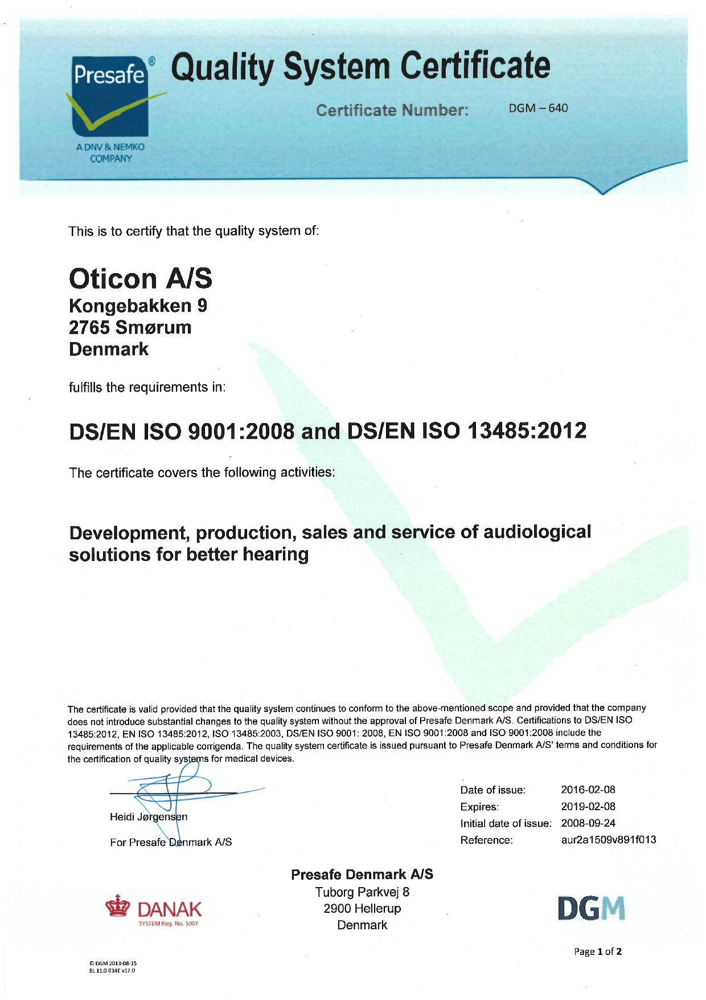 Presafe®
A DNV & NEMKO
COMPANY
Quality System Certificate
Certificate Number: DGM – 640
This is to certify that the quality system of:
Oticon A/S
Kongebakken 9
2765 Smørum
Denmark
fulfills the requirements in:
DS/EN ISO 9001:2008 and DS/EN ISO 13485:2012
The certificate covers the following activities:
Development, production, sales and service of audiological
solutions for better hearing
The certificate is valid provided that the quality system continues to conform to the above-mentioned scope and provided that the company
does not introduce substantial changes to the quality system without the approval of Presafe Denmark A/S. Certifications to DS/EN ISO
13485:2012, EN ISO 13485:2012, ISO 13485:2003, DS/EN ISO 9001: 2008, EN ISO 9001:2008 and ISO 9001:2008 include the
requirements of the applicable corrigenda. The quality system certificate is issued pursuant to Presafe Denmark A/S' terms and conditions for
the certification of quality systems for medical devices.
Heidi Jørgensen
For Presafe Denmark A/S
Date of issue: 2016-02-08
Expires: 2019-02-08
Initial date of issue: 2008-09-24
Reference: aur2a1509v891f013
Presafe Denmark A/S
Tuborg Parkvej 8
2900 Hellerup
Denmark
DANAK
SYSTEM Reg. No. 5007
DGM
Page 1 of 2
© DGM 2013-08-15
BL 11.0-014E v17.0